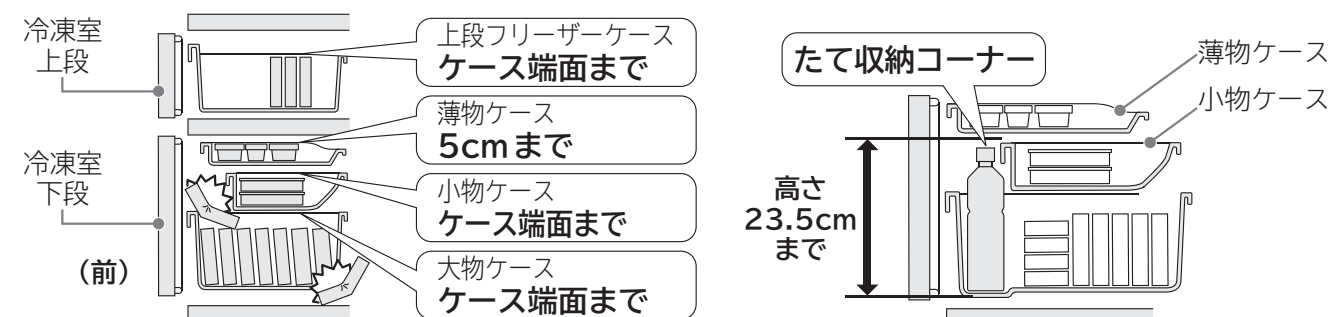 冷凍室
上段
上段フリーザーケース
ケース端面まで
薄物ケース
5cmまで
冷凍室
下段
小物ケース
ケース端面まで
(前)
大物ケース
ケース端面まで
たて収納コーナー
薄物ケース
小物ケース
高さ
23.5cm
まで